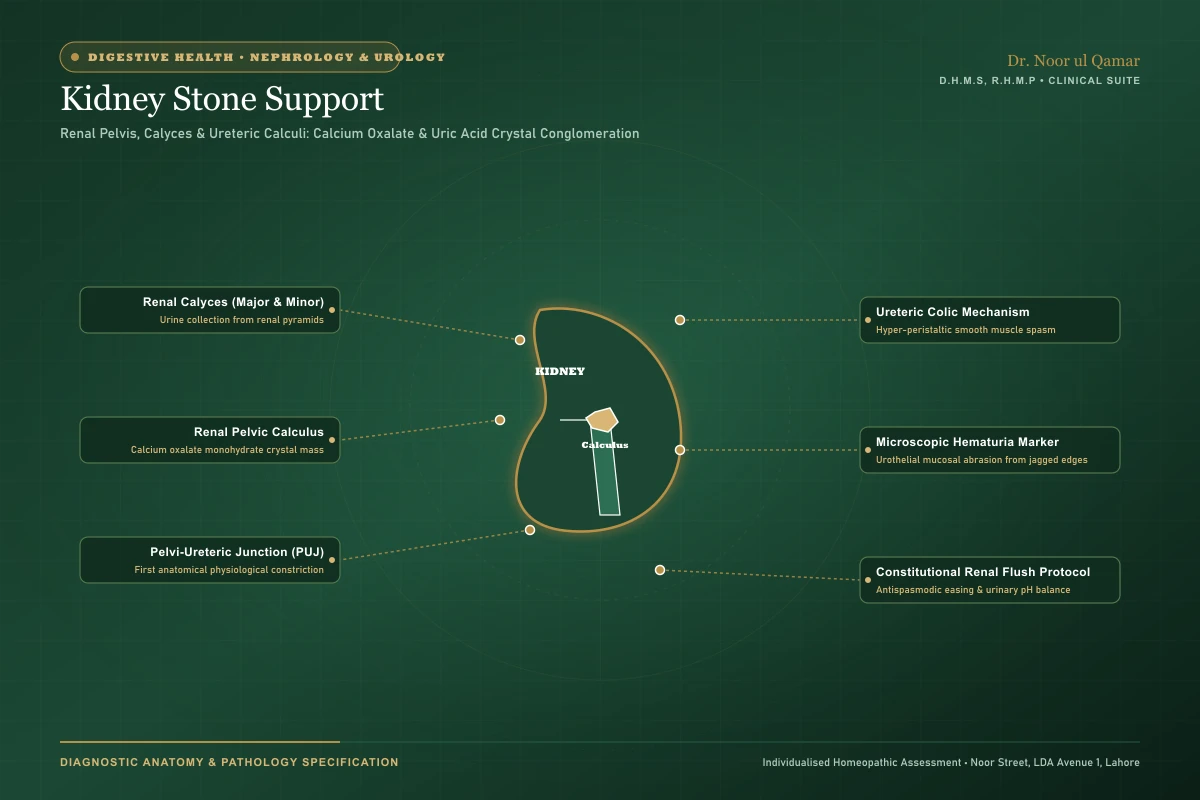 DIGESTIVE HEALTH • NEPHROLOGY & UROLOGY
Kidney Stone Support
Renal Pelvis, Calyces & Ureteric Calculi: Calcium Oxalate & Uric Acid Crystal Conglomeration
Dr. Noor ul Qamar
D.H.M.S, R.H.M.P • CLINICAL SUITE
Renal Calyces (Major & Minor)
Urine collection from renal pyramids
Renal Pelvic Calculus
Calcium oxalate monohydrate crystal mass
Pelvi-Ureteric Junction (PUJ)
First anatomical physiological constriction
KIDNEY
Calculus
Ureteric Colic Mechanism
Hyper-peristaltic smooth muscle spasm
Microscopic Hematuria Marker
Urothelial mucosal abrasion from jagged edges
Constitutional Renal Flush Protocol
Antispasmodic easing & urinary pH balance
DIAGNOSTIC ANATOMY & PATHOLOGY SPECIFICATION
Individualised Homeopathic Assessment • Noor Street, LDA Avenue 1, Lahore